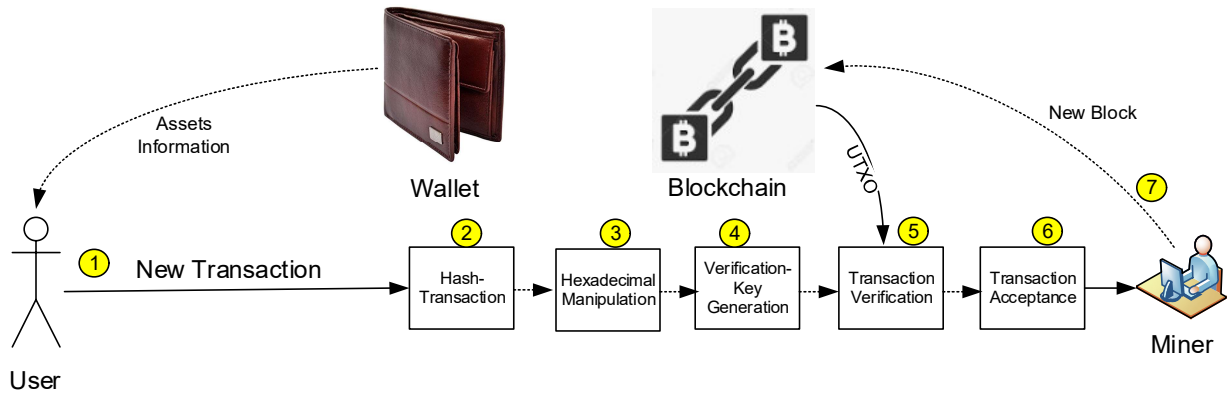 Assets
Information
Wallet
Blockchain
UTXO
New Block
7
User
1
New Transaction
2
Hash-
Transaction
3
Hexadecimal
Manipulation
4
Verification-
Key
Generation
5
Transaction
Verification
6
Transaction
Acceptance
Miner